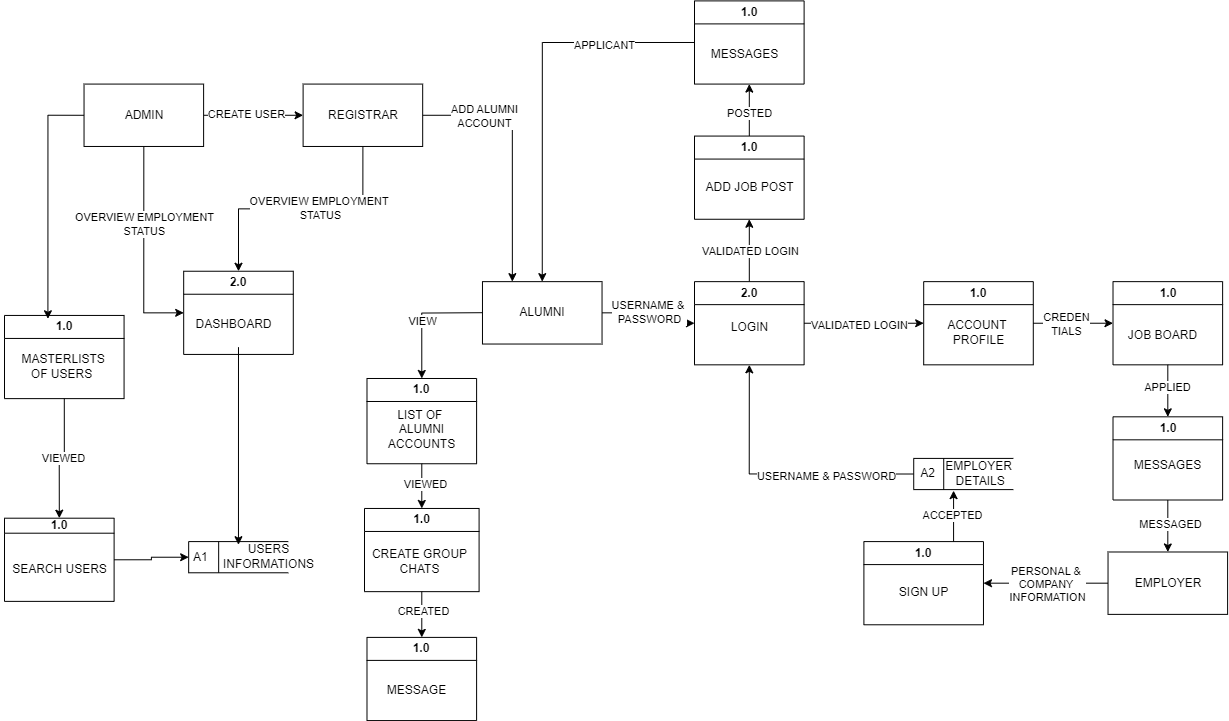 1.0
MESSAGES
APPLICANT
POSTED
ADMIN
CREATE USER
REGISTRAR
ADD ALUMNI
ACCOUNT
1.0
ADD JOB POST
OVERVIEW EMPLOYMENT
STATUS
OVERVIEW EMPLOYMENT
STATUS
VALIDATED LOGIN
2.0
DASHBOARD
ALUMNI
USERNAME &
PASSWORD
2.0
LOGIN
VALIDATED LOGIN
1.0
ACCOUNT
PROFILE
CREDEN
TIALS
1.0
JOB BOARD
VIEW
1.0
MASTERLISTS
OF USERS
1.0
LIST OF
ALUMNI
ACCOUNTS
APPLIED
1.0
MESSAGES
VIEWED
VIEWED
USERNAME & PASSWORD
A2
EMPLOYER
DETAILS
ACCEPTED
MESSAGED
1.0
SEARCH USERS
A1
USERS
INFORMATIONS
1.0
CREATE GROUP
CHATS
1.0
SIGN UP
PERSONAL &
COMPANY
INFORMATION
EMPLOYER
CREATED
1.0
MESSAGE